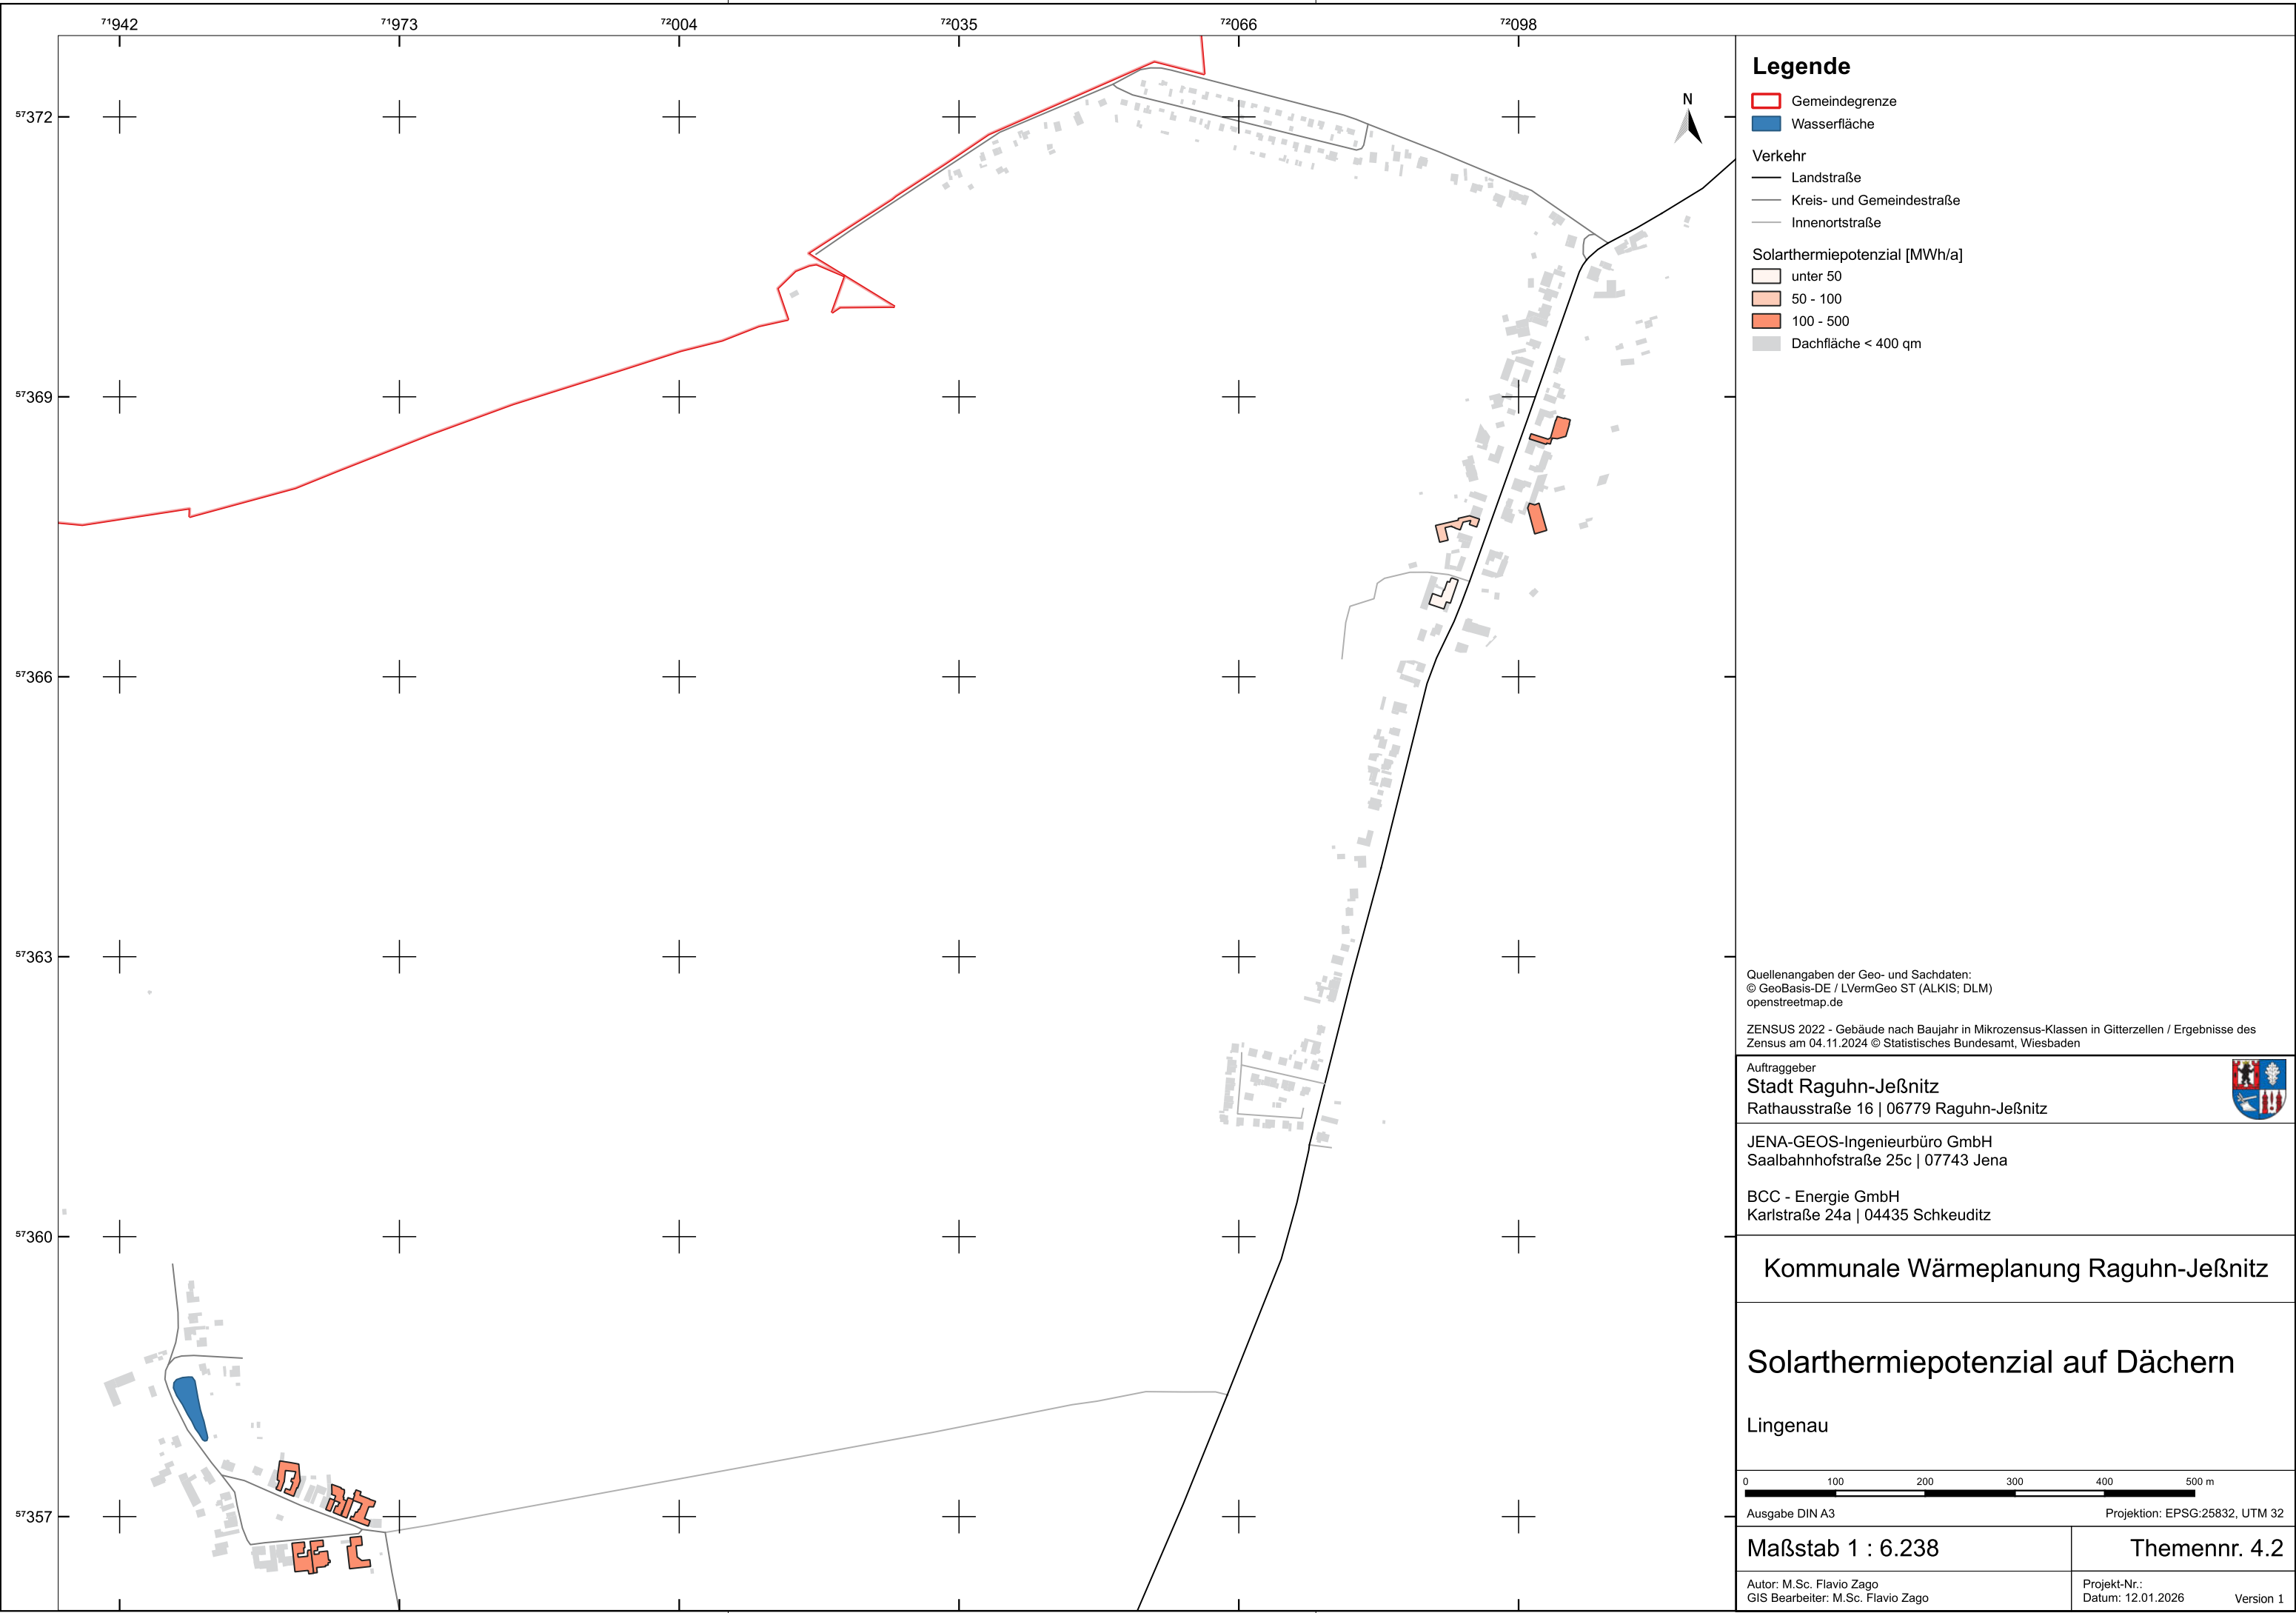 ⁷¹942 ⁷¹973 ⁷²004 ⁷²035 ⁷²066 ⁷²098
⁵⁷372
⁵⁷369
⁵⁷366
⁵⁷363
⁵⁷360
⁵⁷357
N
Legende
Gemeindegrenze
Wasserfläche
Verkehr
Landstraße
Kreis- und Gemeindestraße
Innenortstraße
Solarthermiepotenzial [MWh/a]
unter 50
50 - 100
100 - 500
Dachfläche < 400 qm
Quellenangaben der Geo- und Sachdaten:
© GeoBasis-DE / LVermGeo ST (ALKIS; DLM)
openstreetmap.de
ZENSUS 2022 - Gebäude nach Baujahr in Mikrozensus-Klassen in Gitterzellen / Ergebnisse des
Zensus am 04.11.2024 © Statistisches Bundesamt, Wiesbaden
Auftraggeber
Stadt Raguhn-Jeßnitz
Rathausstraße 16 | 06779 Raguhn-Jeßnitz
JENA-GEOS-Ingenieurbüro GmbH
Saalbahnhofstraße 25c | 07743 Jena
BCC - Energie GmbH
Karlstraße 24a | 04435 Schkeuditz
Kommunale Wärmeplanung Raguhn-Jeßnitz
Solarthermiepotenzial auf Dächern
Lingenau
0 100 200 300 400 500 m
Ausgabe DIN A3 Projektion: EPSG:25832, UTM 32
Maßstab 1 : 6.238 Themennr. 4.2
Autor: M.Sc. Flavio Zago Projekt-Nr.:
GIS Bearbeiter: M.Sc. Flavio Zago Datum: 12.01.2026 Version 1